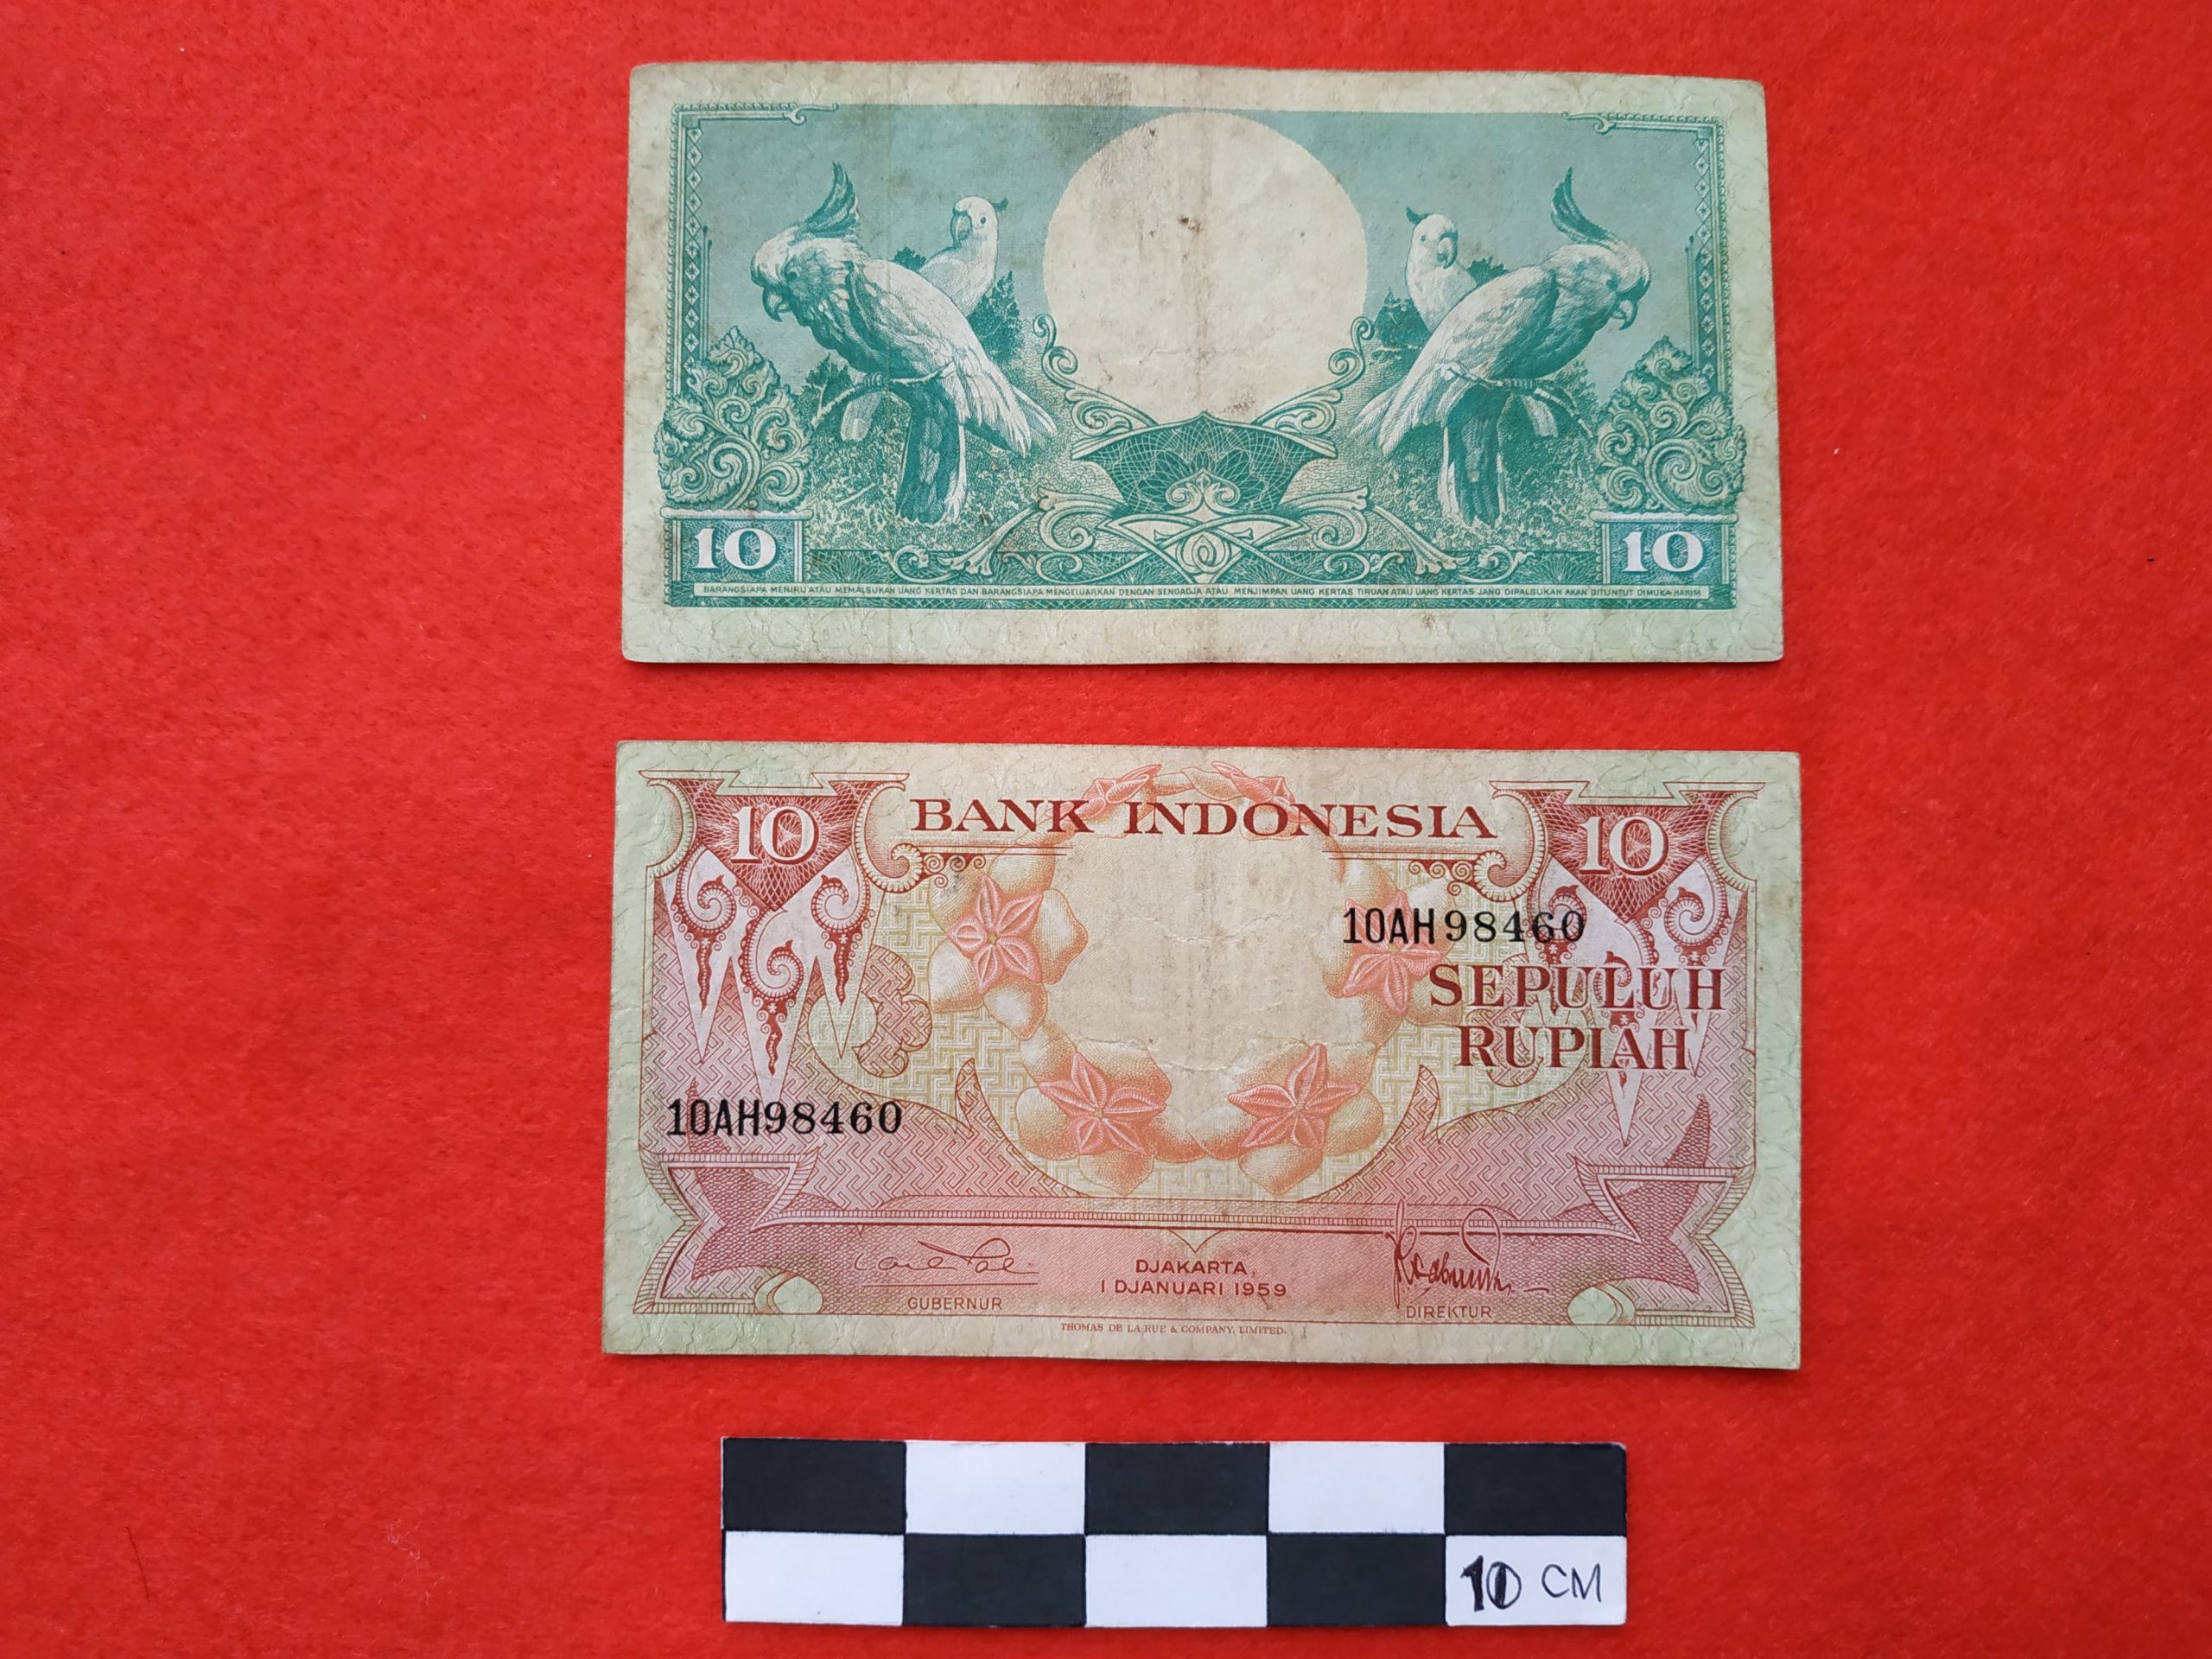 10
10
BARANGSIAPA MENIRU ATAU MEMALSUKAN UANG KERTAS DAN BARANGSIAPA MENGELUARKAN DENGAN SENGADJA ATAU MENJIMPAN UANG KERTAS TIRUAN ATAU UANG KERTAS JANG DIPALSUKAN AKAN DITUNTUT DIMUKA HAKIM
10
BANK INDONESIA
10
10AH98460
SEPULUH
RUPIAH
10AH98460
DJAKARTA,
1 DJANUARI 1959
GUBERNUR
DIREKTUR
THOMAS DE LA RUE & COMPANY, LIMITED.
10 CM